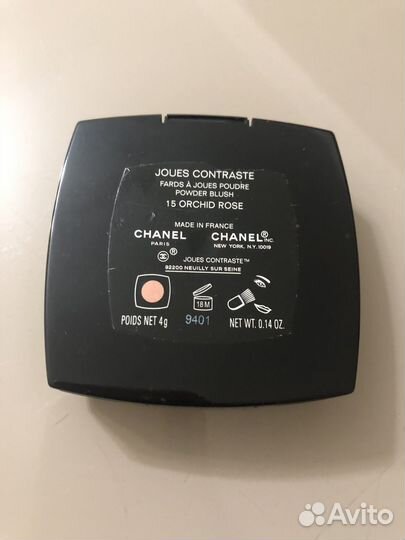 JOUES CONTRASTE
FARDS À JOUES POUDRE
POWDER BLUSH
15 ORCHID ROSE
MADE IN FRANCE
CHANEL CHANEL® INC.
PARIS NEW YORK, N.Y. 10019
® JOUES CONTRASTE™
92200 NEUILLY SUR SEINE
18M
POIDS NET 4g 9401 NET WT. 0.14 OZ.
Avito